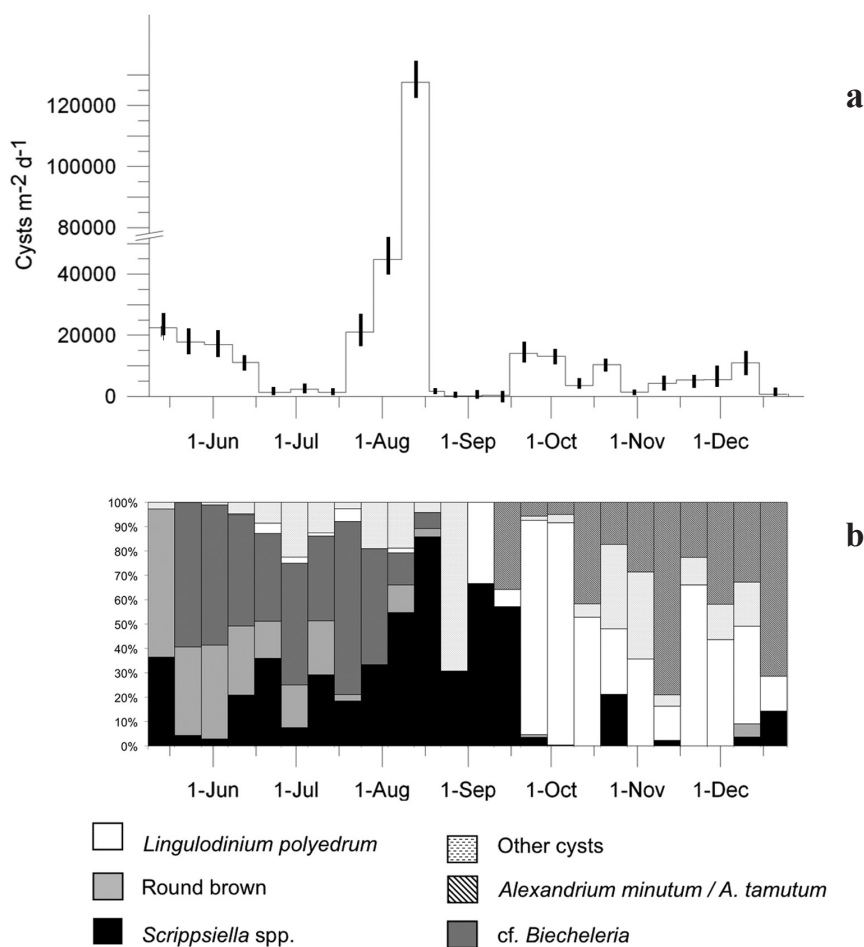 a
Cysts m-2 d-1
120000
100000
80000
40000
20000
0
1-Jun 1-Jul 1-Aug 1-Sep 1-Oct 1-Nov 1-Dec
b
100%
90%
80%
70%
60%
50%
40%
30%
20%
10%
0%
1-Jun 1-Jul 1-Aug 1-Sep 1-Oct 1-Nov 1-Dec
Lingulodinium polyedrum
Round brown
Scrippsiella spp.
Other cysts
Alexandrium minutum / A. tamutum
cf. Biecheleria